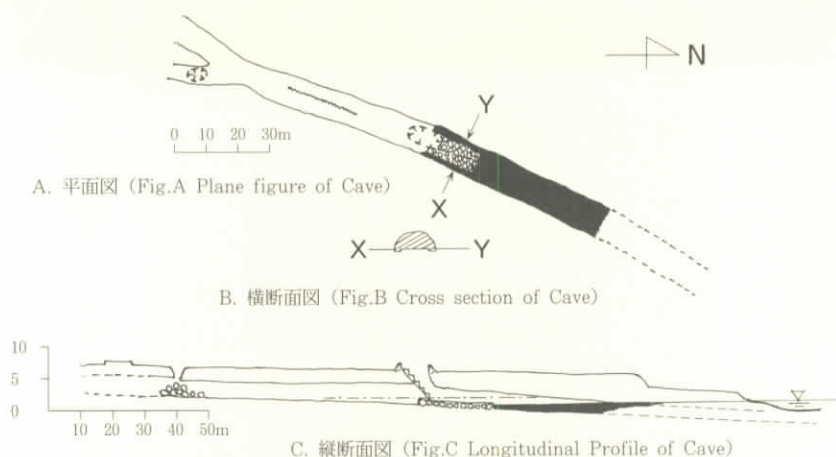 N
Y
0 10 20 30m
A. 平面図 (Fig.A Plane figure of Cave)
X
X Y
B. 横断面図 (Fig.B Cross section of Cave)
10
5
0
10 20 30 40 50m
C. 縦断面図 (Fig.C Longitudinal Profile of Cave)